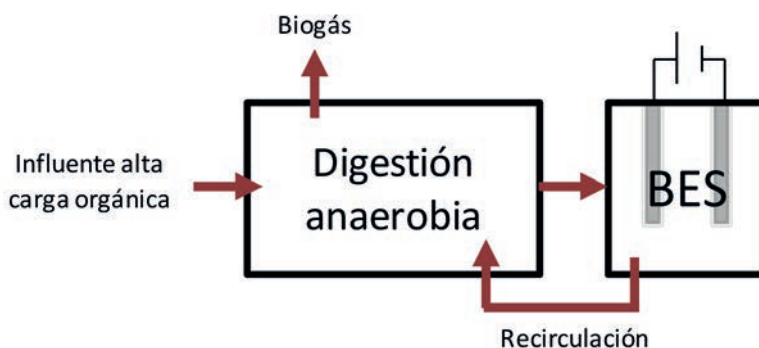 Biogás
Influente alta
carga orgánica
Digestión
anaerobia
BES
Recirculación